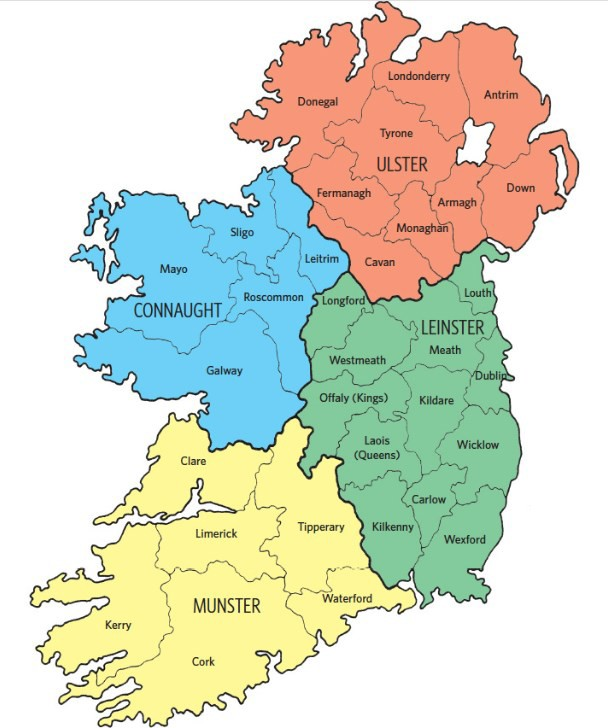 Londonderry
Antrim
Donegal
Tyrone
ULSTER
Down
Fermanagh
Armagh
Monaghan
Cavan
Sligo
Leitrim
Mayo
Roscommon
CONNAUGHT
Galway
Louth
Longford
LEINSTER
Meath
Westmeath
Dublin
Offaly (Kings)
Kildare
Laois
(Queens)
Wicklow
Carlow
Kilkenny
Wexford
Clare
Tipperary
Limerick
Waterford
MUNSTER
Kerry
Cork